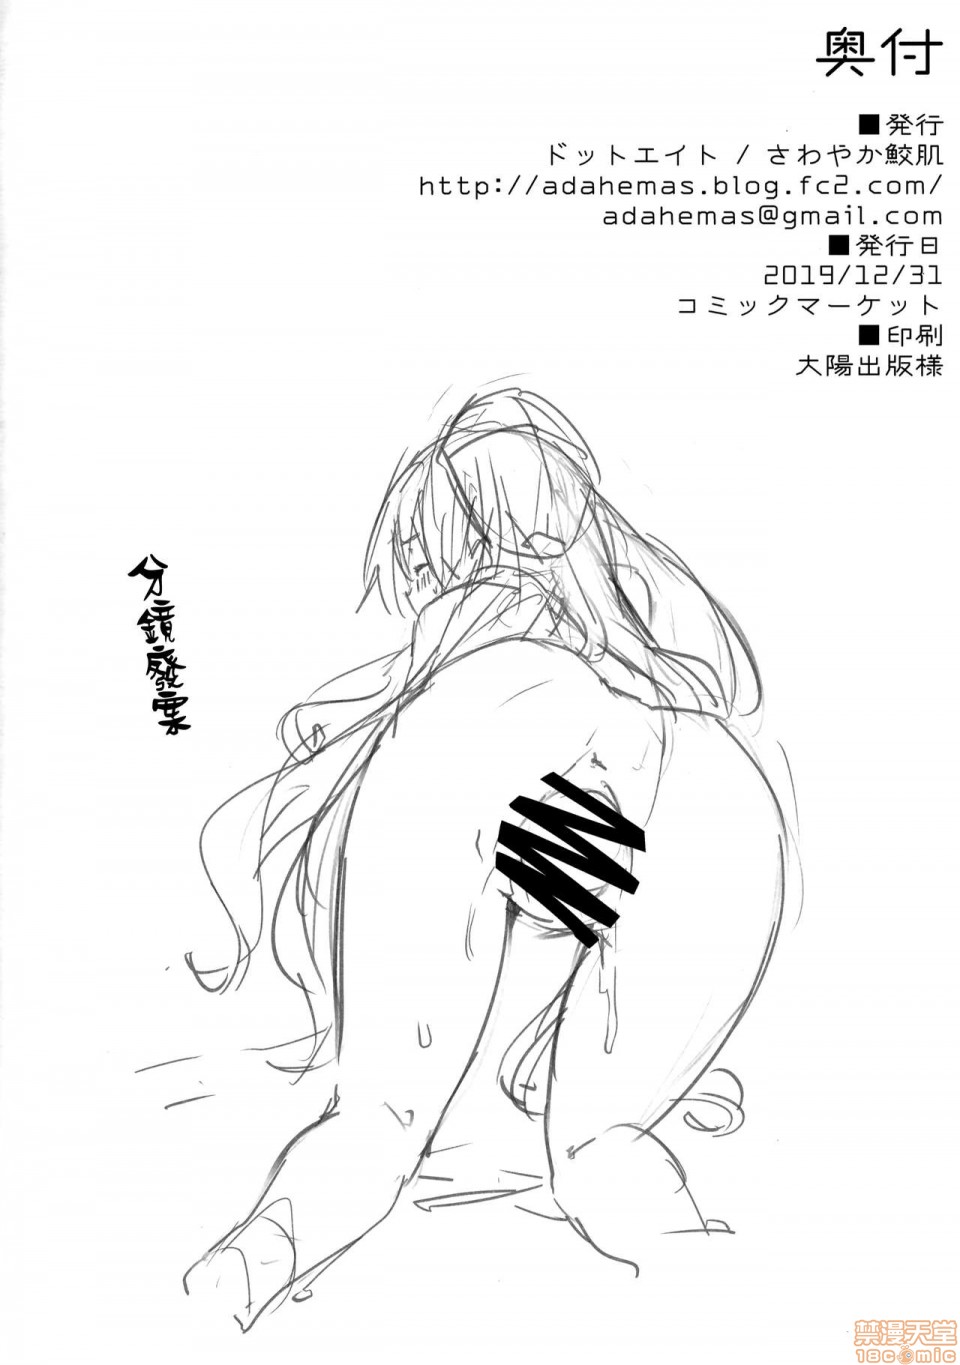 奥付
■発行
ドットエイト / さわやか鮫肌
http://adahemas.blog.fc2.com/
adahemas@gmail.com
■発行日
2019/12/31
コミックマーケット
■印刷
大陽出版様
分鏡發票
禁漫天堂
18comic